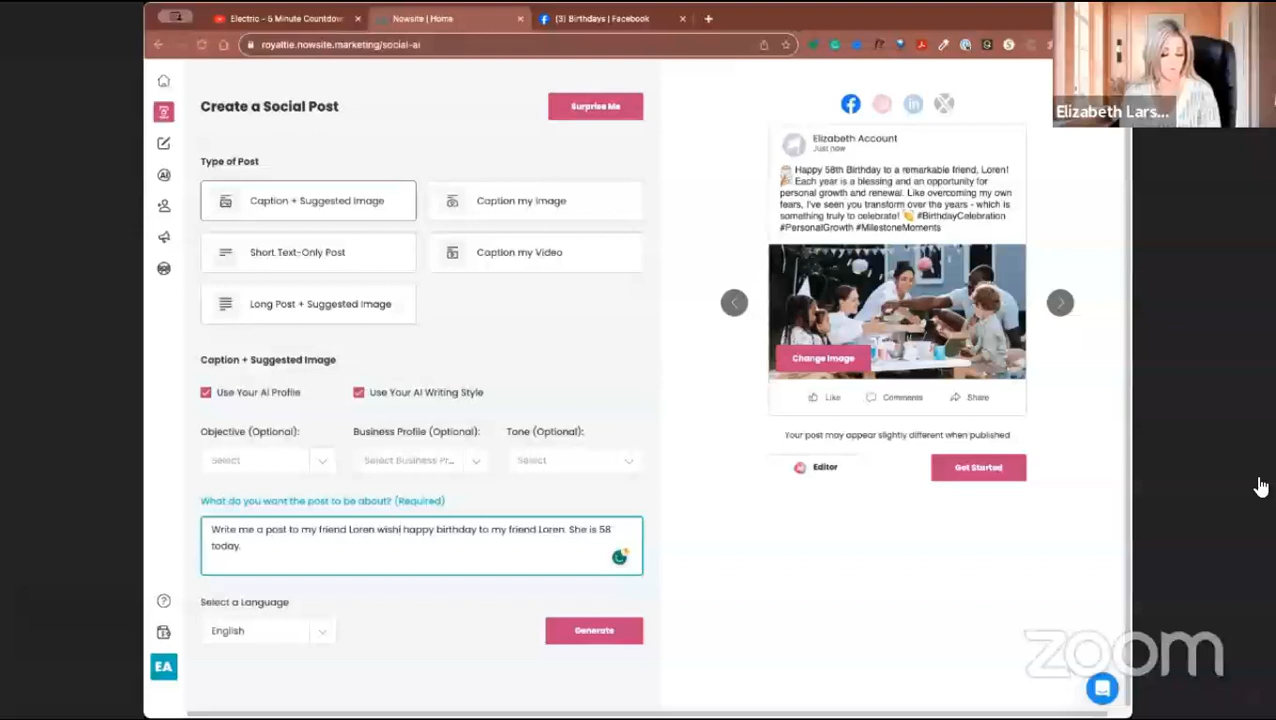 Electric - 5 Minute Countdow
Nowsite | Home
(3) Birthdays | Facebook
royaltie.nowsite.marketing/social-ai
Elizabeth Lars...
Create a Social Post
Surprise Me
Type of Post
Caption + Suggested Image
Caption my Image
Short Text-Only Post
Caption my Video
Long Post + Suggested Image
Caption + Suggested Image
Use Your Ai Profile
Use Your AI Writing Style
Objective (Optional):
Business Profile (Optional):
Tone (Optional):
Select
Select Business Pr...
Select
What do you want the post to be about? (Required)
Write me a post to my friend Loren wishi happy birthday to my friend Loren. She is 58
today.
Select a Language
English
Generate
AI
EA
Elizabeth Account
Just now
Happy 58th Birthday to a remarkable friend, Loren!
Each year is a blessing and an opportunity for
personal growth and renewal. Like overcoming my own
fears, I've seen you transform over the years - which is
something truly to celebrate! #BirthdayCelebration
#PersonalGrowth #MilestoneMoments
Change Image
Like
Comments
Share
Your post may appear slightly different when published
Editor
Get Started
zoom